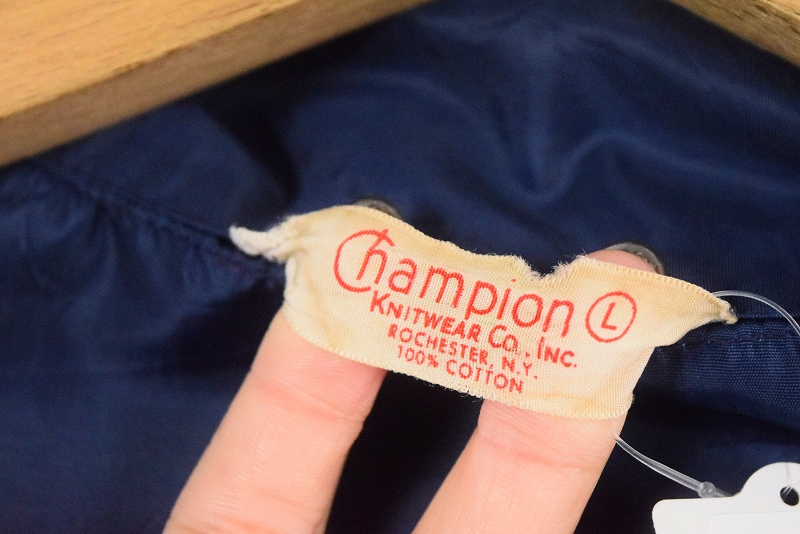 Champion L
KNITWEAR CO., INC.
ROCHESTER, N.Y.
100% COTTON